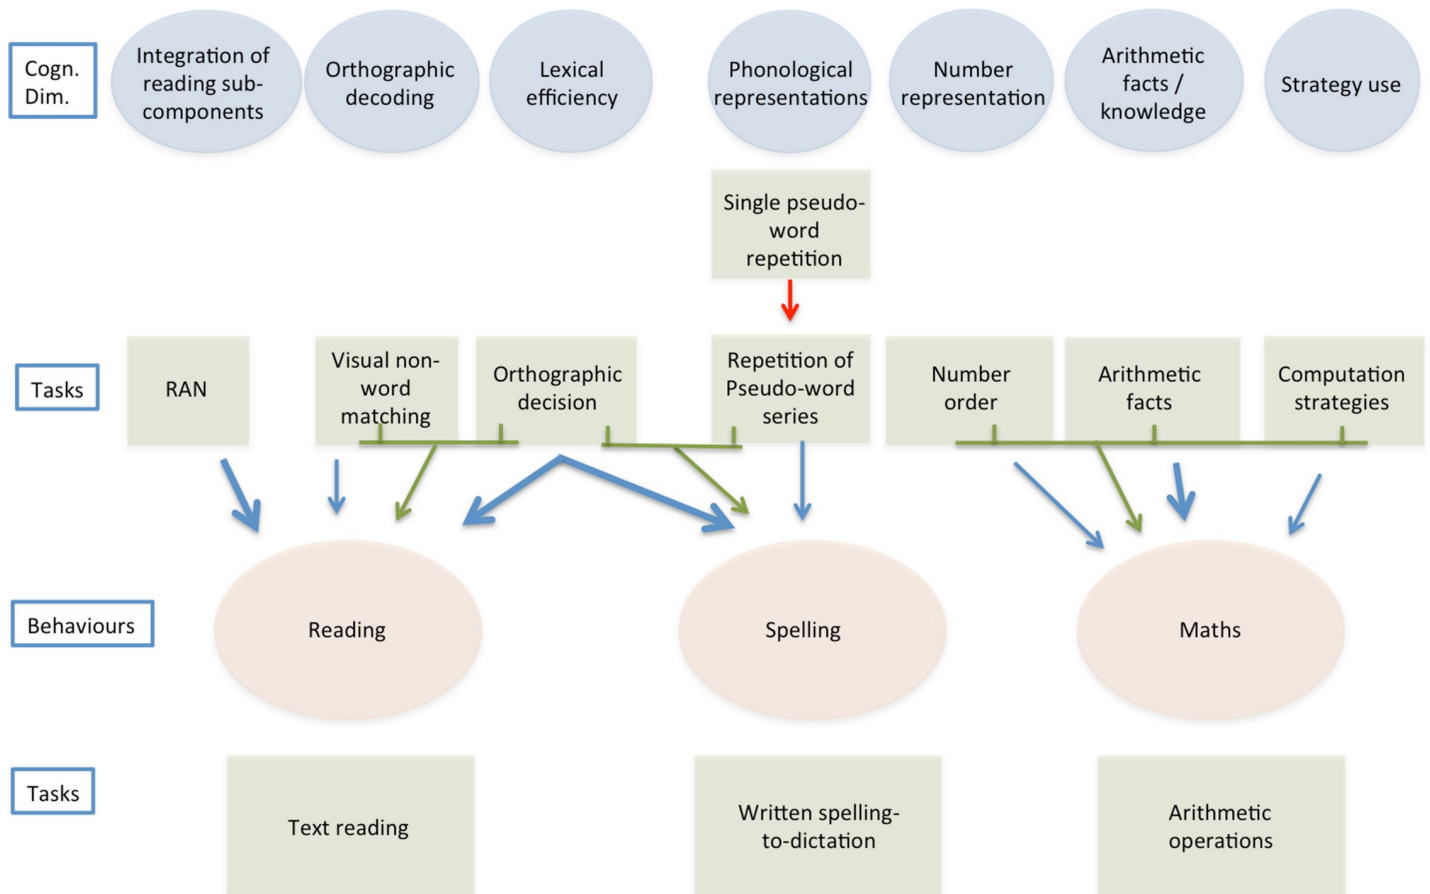 Cogn.
Dim.
Integration of
reading sub-
components
Orthographic
decoding
Lexical
efficiency
Phonological
representations
Number
representation
Arithmetic
facts /
knowledge
Strategy use
Single pseudo-
word
repetition
Tasks
RAN
Visual non-
word
matching
Orthographic
decision
Repetition of
Pseudo-word
series
Number
order
Arithmetic
facts
Computation
strategies
Behaviours
Reading
Spelling
Maths
Tasks
Text reading
Written spelling-
to-dictation
Arithmetic
operations